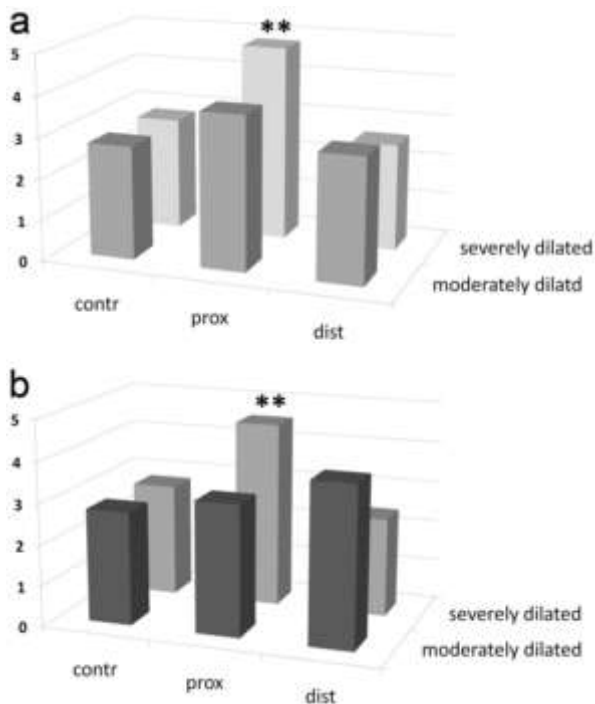 a
**
5
4
3
2
1
0
severely dilated
moderately dilatd
contr
prox
dist
b
**
5
4
3
2
1
0
severely dilated
moderately dilated
contr
prox
dist